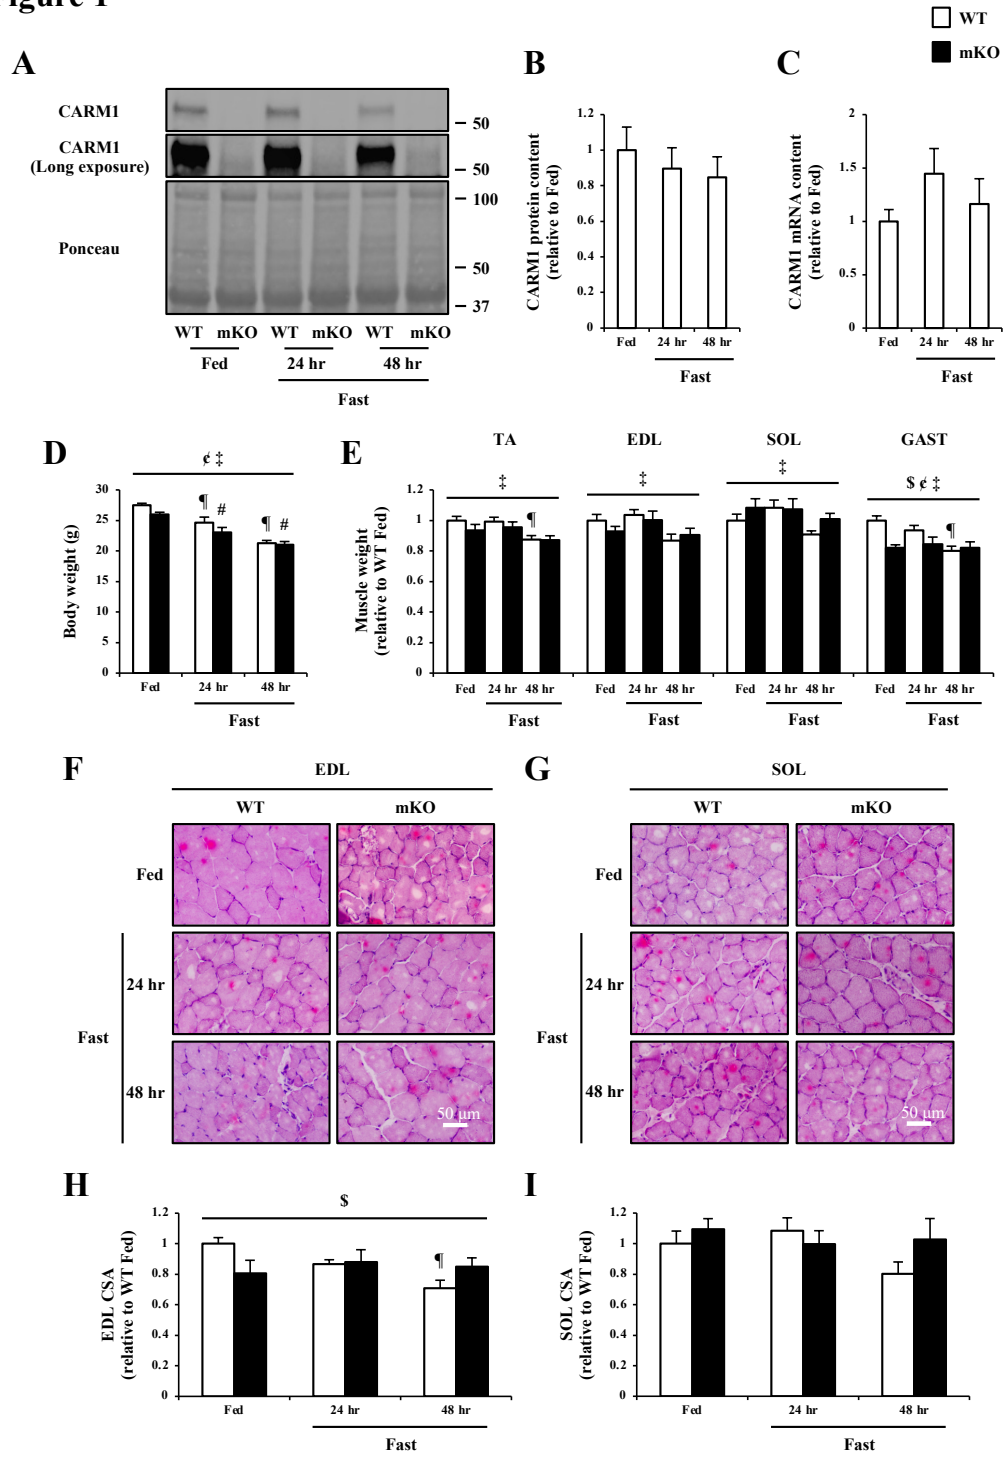 Figure 1
WT
mKO
A
CARM1
50
CARM1
(Long exposure)
50
Ponceau
100
50
37
WT mKO WT mKO WT mKO
Fed 24 hr 48 hr
Fast
B
CARM1 protein content
(relative to Fed)
1.2
1
0.8
0.6
0.4
0.2
0
Fed 24 hr 48 hr
Fast
C
CARM1 mRNA content
(relative to Fed)
2
1.5
1
0.5
0
Fed 24 hr 48 hr
Fast
D
¢ ‡
Body weight (g)
30
25
20
15
10
5
0
¶ # ¶ #
Fed 24 hr 48 hr
Fast
E
TA EDL SOL GAST
‡ ‡ ‡ $ ¢ ‡
Muscle weight
(relative to WT Fed)
1.2
1
0.8
0.6
0.4
0.2
0
¶ ¶
Fed 24 hr 48 hr Fed 24 hr 48 hr Fed 24 hr 48 hr Fed 24 hr 48 hr
Fast Fast Fast Fast
F
EDL
WT mKO
Fed
24 hr
Fast
48 hr
50 µm
G
SOL
WT mKO
Fed
24 hr
Fast
48 hr
50 µm
H
$
EDL CSA
(relative to WT Fed)
1.2
1
0.8
0.6
0.4
0.2
0
¶
Fed 24 hr 48 hr
Fast
I
SOL CSA
(relative to WT Fed)
1.2
1
0.8
0.6
0.4
0.2
0
Fed 24 hr 48 hr
Fast